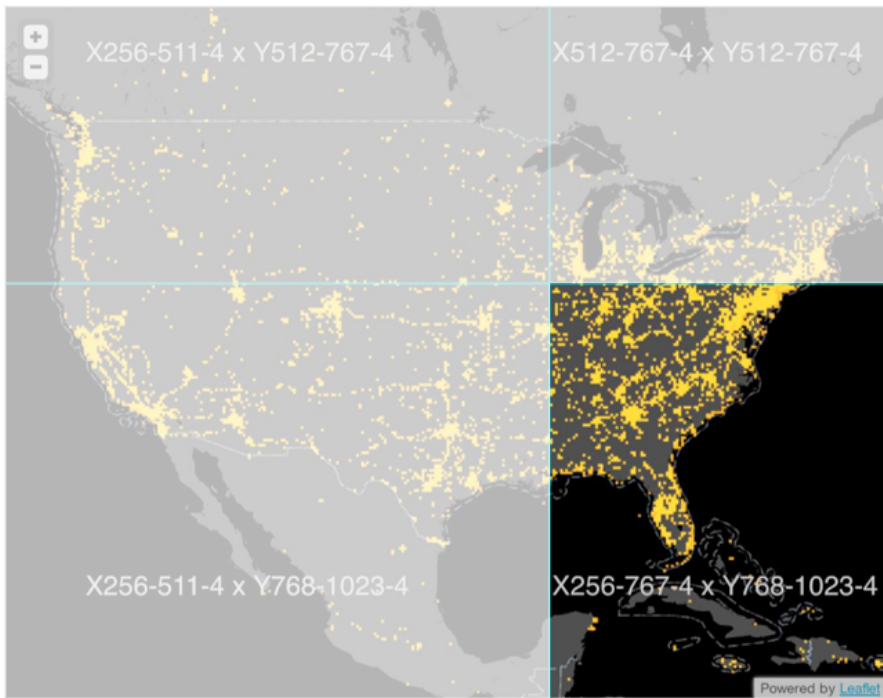 +
X256-511-4 x Y512-767-4
X512-767-4 x Y512-767-4
−
X256-511-4 x Y768-1023-4
X256-767-4 x Y768-1023-4
Powered by Leaflet